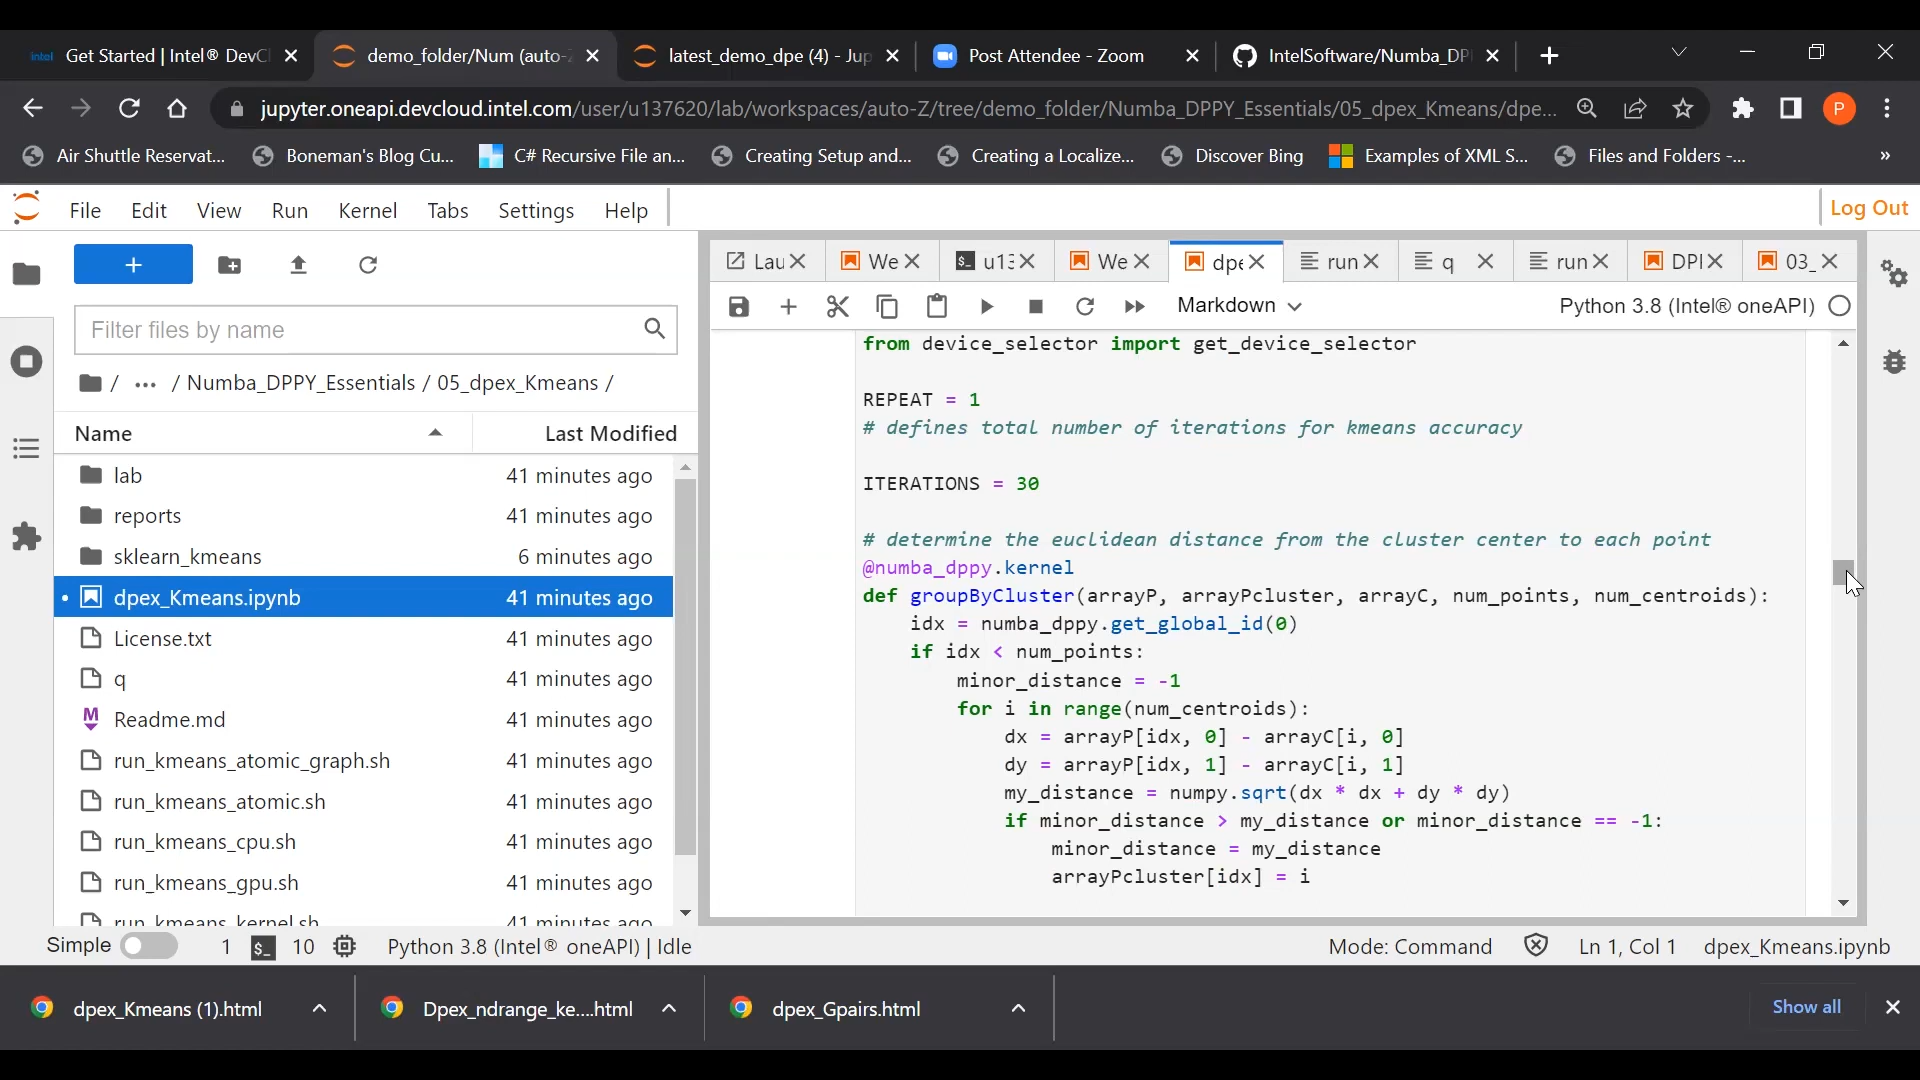 intel Get Started | Intel® DevCl
demo_folder/Num (auto-Z
latest_demo_dpe (4) - Jup
Post Attendee - Zoom
IntelSoftware/Numba_DPP
jupyter.oneapi.devcloud.intel.com/user/u137620/lab/workspaces/auto-Z/tree/demo_folder/Numba_DPPY_Essentials/05_dpex_Kmeans/dpe...
P
Air Shuttle Reservat...
Boneman's Blog Cu...
C# Recursive File an...
Creating Setup and...
Creating a Localize...
Discover Bing
Examples of XML S...
Files and Folders -...
»
File Edit View Run Kernel Tabs Settings Help
Log Out
Filter files by name
/ ... / Numba_DPPY_Essentials / 05_dpex_Kmeans /
Name Last Modified
lab 41 minutes ago
reports 41 minutes ago
sklearn_kmeans 6 minutes ago
dpex_Kmeans.ipynb 41 minutes ago
License.txt 41 minutes ago
q 41 minutes ago
Readme.md 41 minutes ago
run_kmeans_atomic_graph.sh 41 minutes ago
run_kmeans_atomic.sh 41 minutes ago
run_kmeans_cpu.sh 41 minutes ago
run_kmeans_gpu.sh 41 minutes ago
run_kmeans_kernel.sh 41 minutes ago
Lau We u13 We dpe run q run DPI 03_
Markdown
Python 3.8 (Intel® oneAPI)
from device_selector import get_device_selector
REPEAT = 1
# defines total number of iterations for kmeans accuracy
ITERATIONS = 30
# determine the euclidean distance from the cluster center to each point
@numba_dppy.kernel
def groupByCluster(arrayP, arrayPcluster, arrayC, num_points, num_centroids):
    idx = numba_dppy.get_global_id(0)
    if idx < num_points:
        minor_distance = -1
        for i in range(num_centroids):
            dx = arrayP[idx, 0] - arrayC[i, 0]
            dy = arrayP[idx, 1] - arrayC[i, 1]
            my_distance = numpy.sqrt(dx * dx + dy * dy)
            if minor_distance > my_distance or minor_distance == -1:
                minor_distance = my_distance
                arrayPcluster[idx] = i
Simple 1 $_ 10 Python 3.8 (Intel® oneAPI) | Idle
Mode: Command Ln 1, Col 1 dpex_Kmeans.ipynb
dpex_Kmeans (1).html
Dpex_ndrange_ke....html
dpex_Gpairs.html
Show all